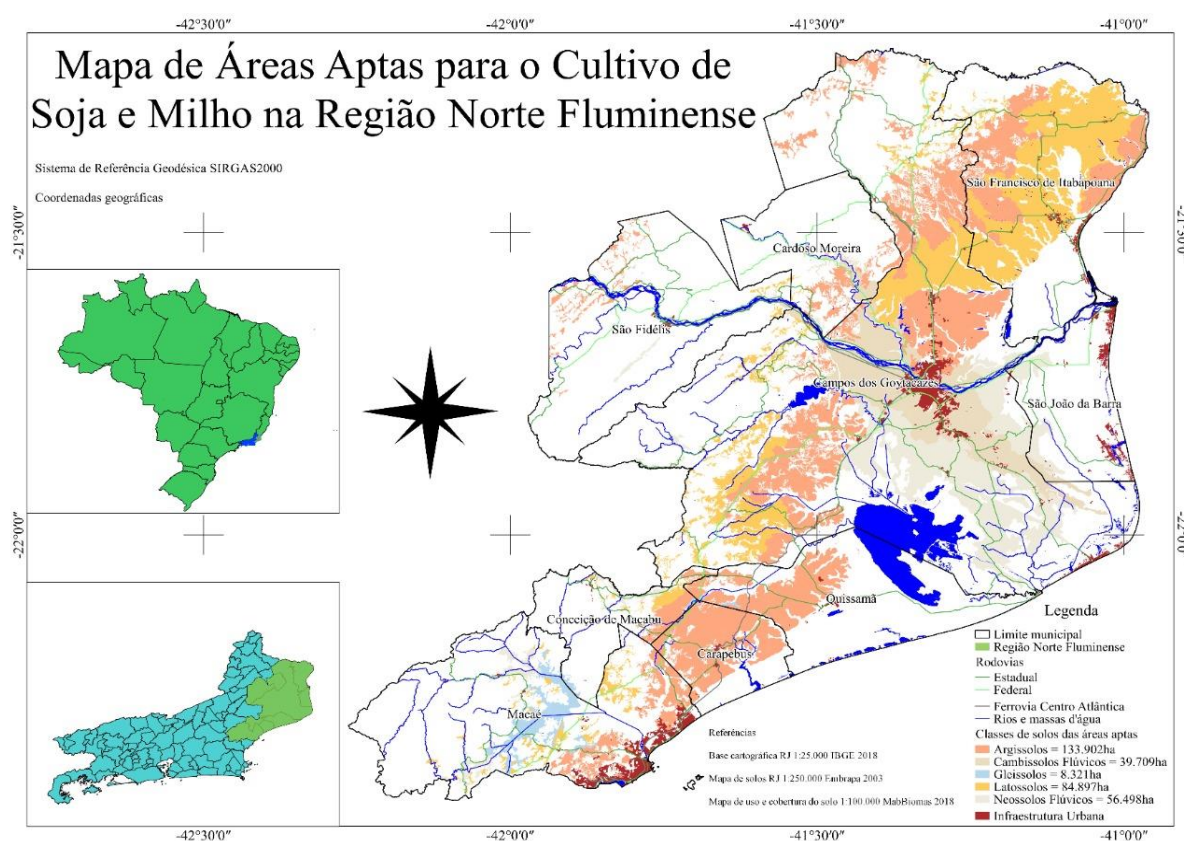 -42°30'0"
-42°0'0"
-41°30'0"
-41°0'0"
Mapa de Áreas Aptas para o Cultivo de
Soja e Milho na Região Norte Fluminense
Sistema de Referência Geodésica SIRGAS2000
Coordenadas geográficas
São Francisco de Itabapoana
-21°30'0
-21°30'0
Cardoso Moreira
São Fidélis
Campos dos Goytacazes
São João da Barra
-22°0'0
-22°0'0
Quissamã
Conceição de Macabu
Carapebus
Macaé
Legenda
Limite municipal
Região Norte Fluminense
Rodovias
Estadual
Federal
Ferrovia Centro Atlântica
Rios e massas d'água
Classes de solos das áreas aptas
Argissolos = 133.902ha
Cambissolos Flúvicos = 39.709ha
Gleissolos = 8.321ha
Latossolos = 84.897ha
Neossolos Flúvicos = 56.498ha
Infraestrutura Urbana
Referências
Base cartográfica RJ 1:25.000 IBGE 2018
Mapa de solos RJ 1:250.000 Embrapa 2003
Mapa de uso e cobertura do solo 1:100.000 MabBiomas 2018
-42°30'0"
-42°0'0"
-41°30'0"
-41°0'0"